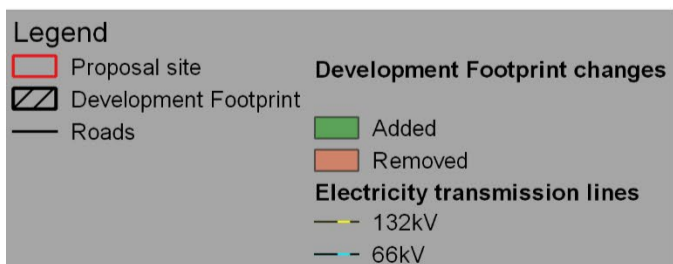 Legend
Proposal site
Development Footprint
Roads
Development Footprint changes
Added
Removed
Electricity transmission lines
132kV
66kV